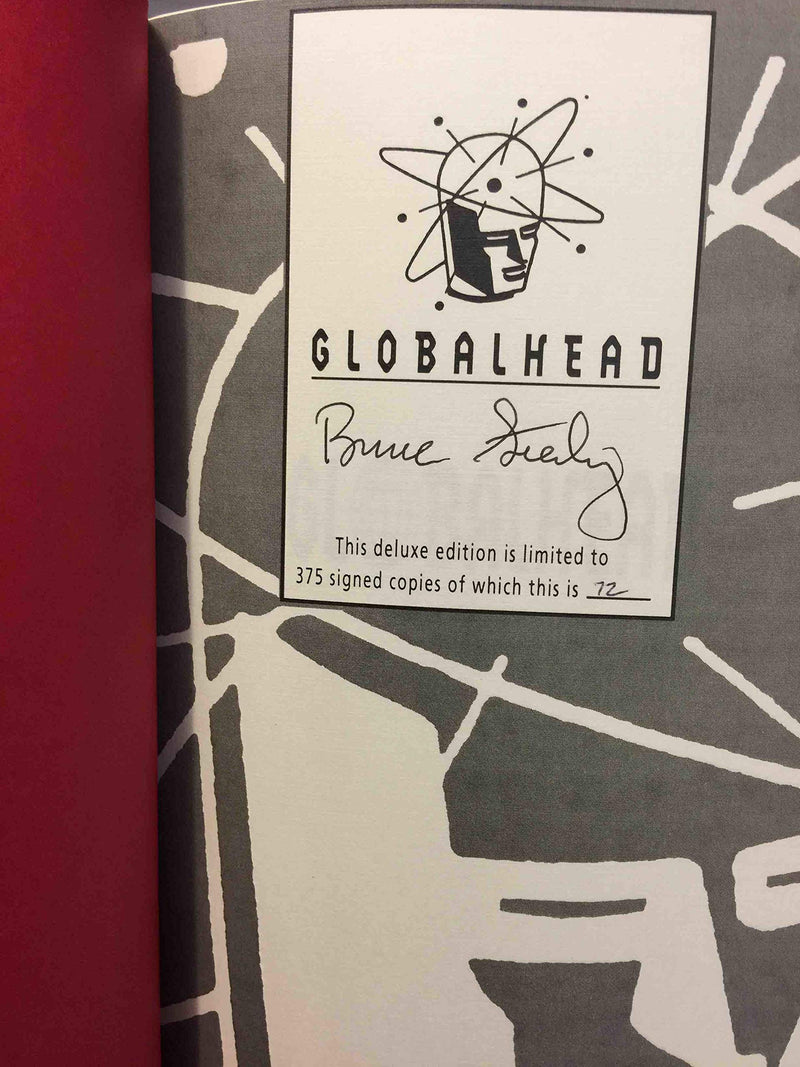 GLOBALHEAD
Bruce Sterling
This deluxe edition is limited to
375 signed copies of which this is 72